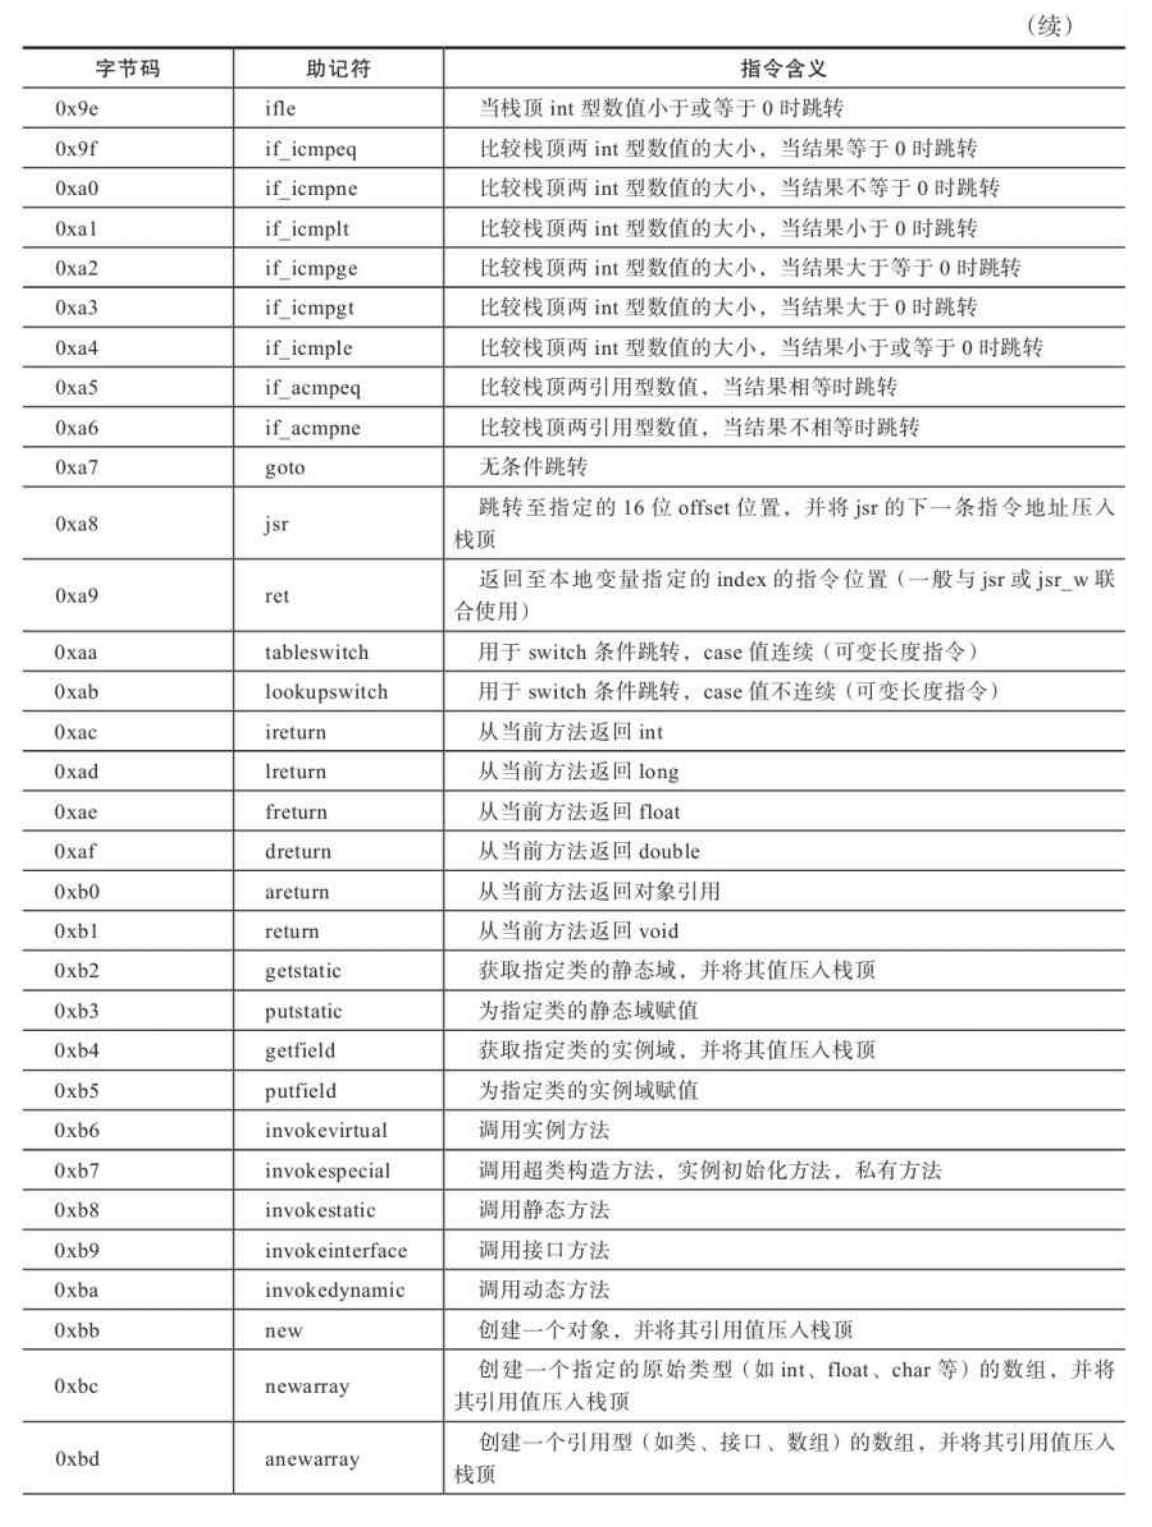 （续）
字节码 助记符 指令含义
0x9e ifle 当栈顶 int 型数值小于或等于 0 时跳转
0x9f if_icmpeq 比较栈顶两 int 型数值的大小，当结果等于 0 时跳转
0xa0 if_icmpne 比较栈顶两 int 型数值的大小，当结果不等于 0 时跳转
0xa1 if_icmplt 比较栈顶两 int 型数值的大小，当结果小于 0 时跳转
0xa2 if_icmpge 比较栈顶两 int 型数值的大小，当结果大于等于 0 时跳转
0xa3 if_icmpgt 比较栈顶两 int 型数值的大小，当结果大于 0 时跳转
0xa4 if_icmple 比较栈顶两 int 型数值的大小，当结果小于或等于 0 时跳转
0xa5 if_acmpeq 比较栈顶两引用型数值，当结果相等时跳转
0xa6 if_acmpne 比较栈顶两引用型数值，当结果不相等时跳转
0xa7 goto 无条件跳转
0xa8 jsr 跳转至指定的 16 位 offset 位置，并将 jsr 的下一条指令地址压入
栈顶
0xa9 ret 返回至本地变量指定的 index 的指令位置（一般与 jsr 或 jsr_w 联
合使用）
0xaa tableswitch 用于 switch 条件跳转，case 值连续（可变长度指令）
0xab lookupswitch 用于 switch 条件跳转，case 值不连续（可变长度指令）
0xac ireturn 从当前方法返回 int
0xad lreturn 从当前方法返回 long
0xae freturn 从当前方法返回 float
0xaf dreturn 从当前方法返回 double
0xb0 areturn 从当前方法返回对象引用
0xb1 return 从当前方法返回 void
0xb2 getstatic 获取指定类的静态域，并将其值压入栈顶
0xb3 putstatic 为指定类的静态域赋值
0xb4 getfield 获取指定类的实例域，并将其值压入栈顶
0xb5 putfield 为指定类的实例域赋值
0xb6 invokevirtual 调用实例方法
0xb7 invokespecial 调用超类构造方法，实例初始化方法，私有方法
0xb8 invokestatic 调用静态方法
0xb9 invokeinterface 调用接口方法
0xba invokedynamic 调用动态方法
0xbb new 创建一个对象，并将其引用值压入栈顶
0xbc newarray 创建一个指定的原始类型（如 int、float、char 等）的数组，并将
其引用值压入栈顶
0xbd anewarray 创建一个引用型（如类、接口、数组）的数组，并将其引用值压入
栈顶